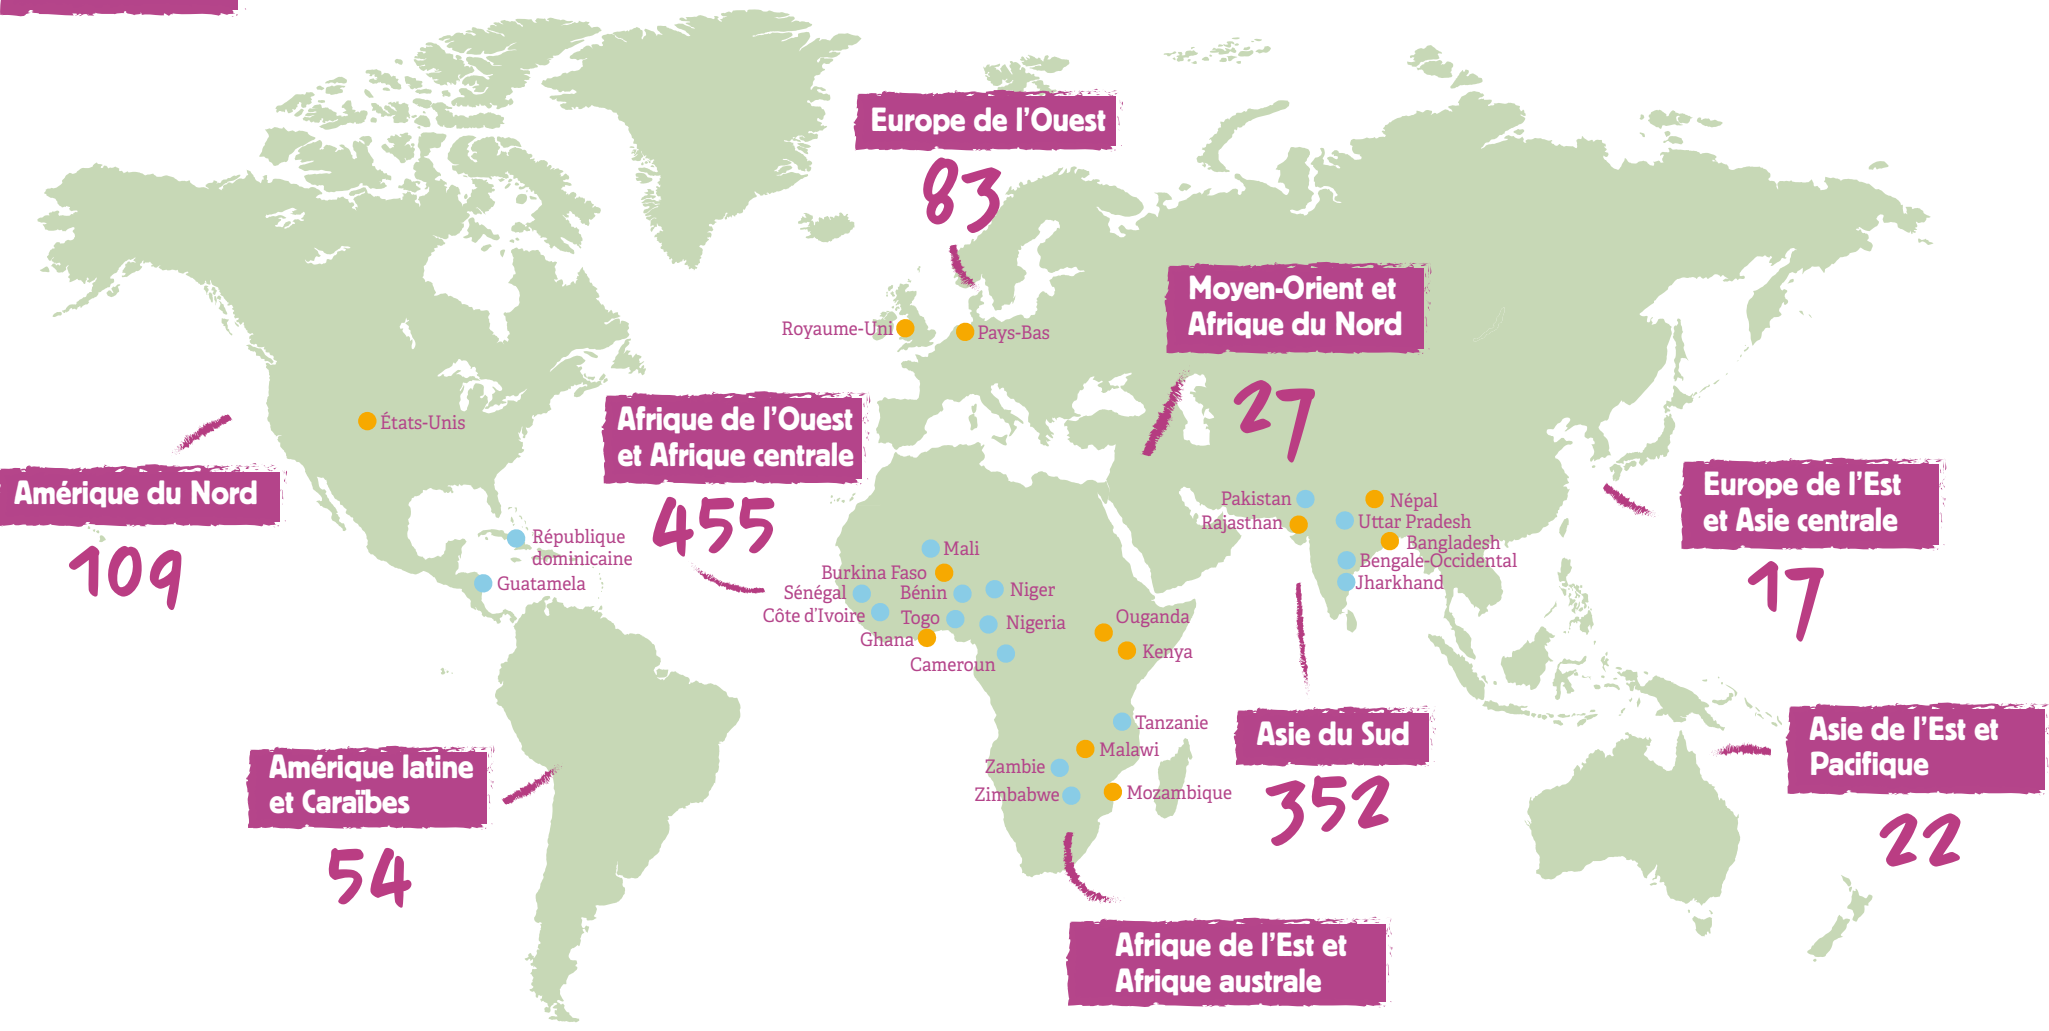 Europe de l'Ouest
83
Royaume-Uni
Pays-Bas
Moyen-Orient et
Afrique du Nord
27
États-Unis
Amérique du Nord
109
Afrique de l'Ouest
et Afrique centrale
455
République
dominicaine
Guatamela
Mali
Burkina Faso
Sénégal
Bénin
Niger
Côte d'Ivoire
Togo
Nigeria
Ghana
Cameroun
Ouganda
Kenya
Tanzanie
Malawi
Zambie
Zimbabwe
Mozambique
Pakistan
Népal
Rajasthan
Uttar Pradesh
Bangladesh
Bengale-Occidental
Jharkhand
Europe de l'Est
et Asie centrale
17
Asie du Sud
352
Asie de l'Est et
Pacifique
22
Amérique latine
et Caraïbes
54
Afrique de l'Est et
Afrique australe